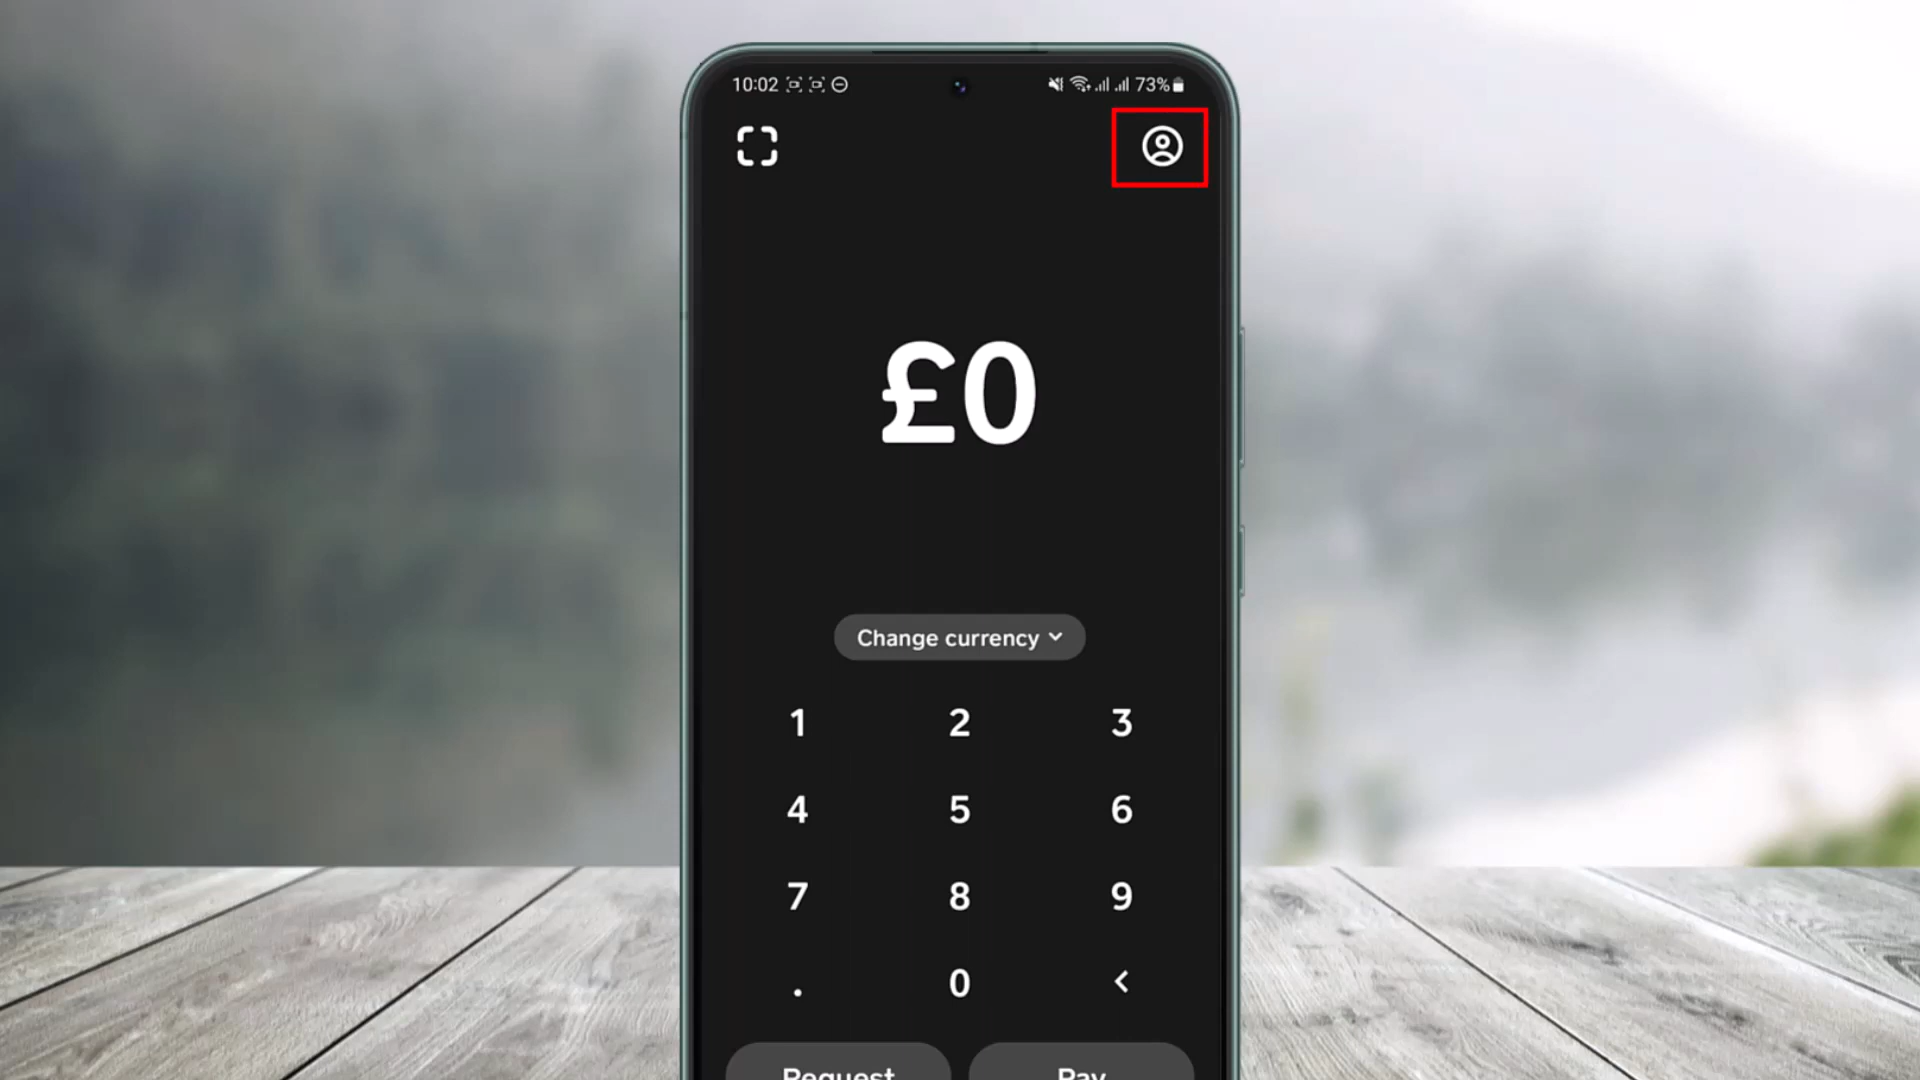 10:02 73%
£0
Change currency
1 2 3
4 5 6
7 8 9
. 0 <
Request Pay